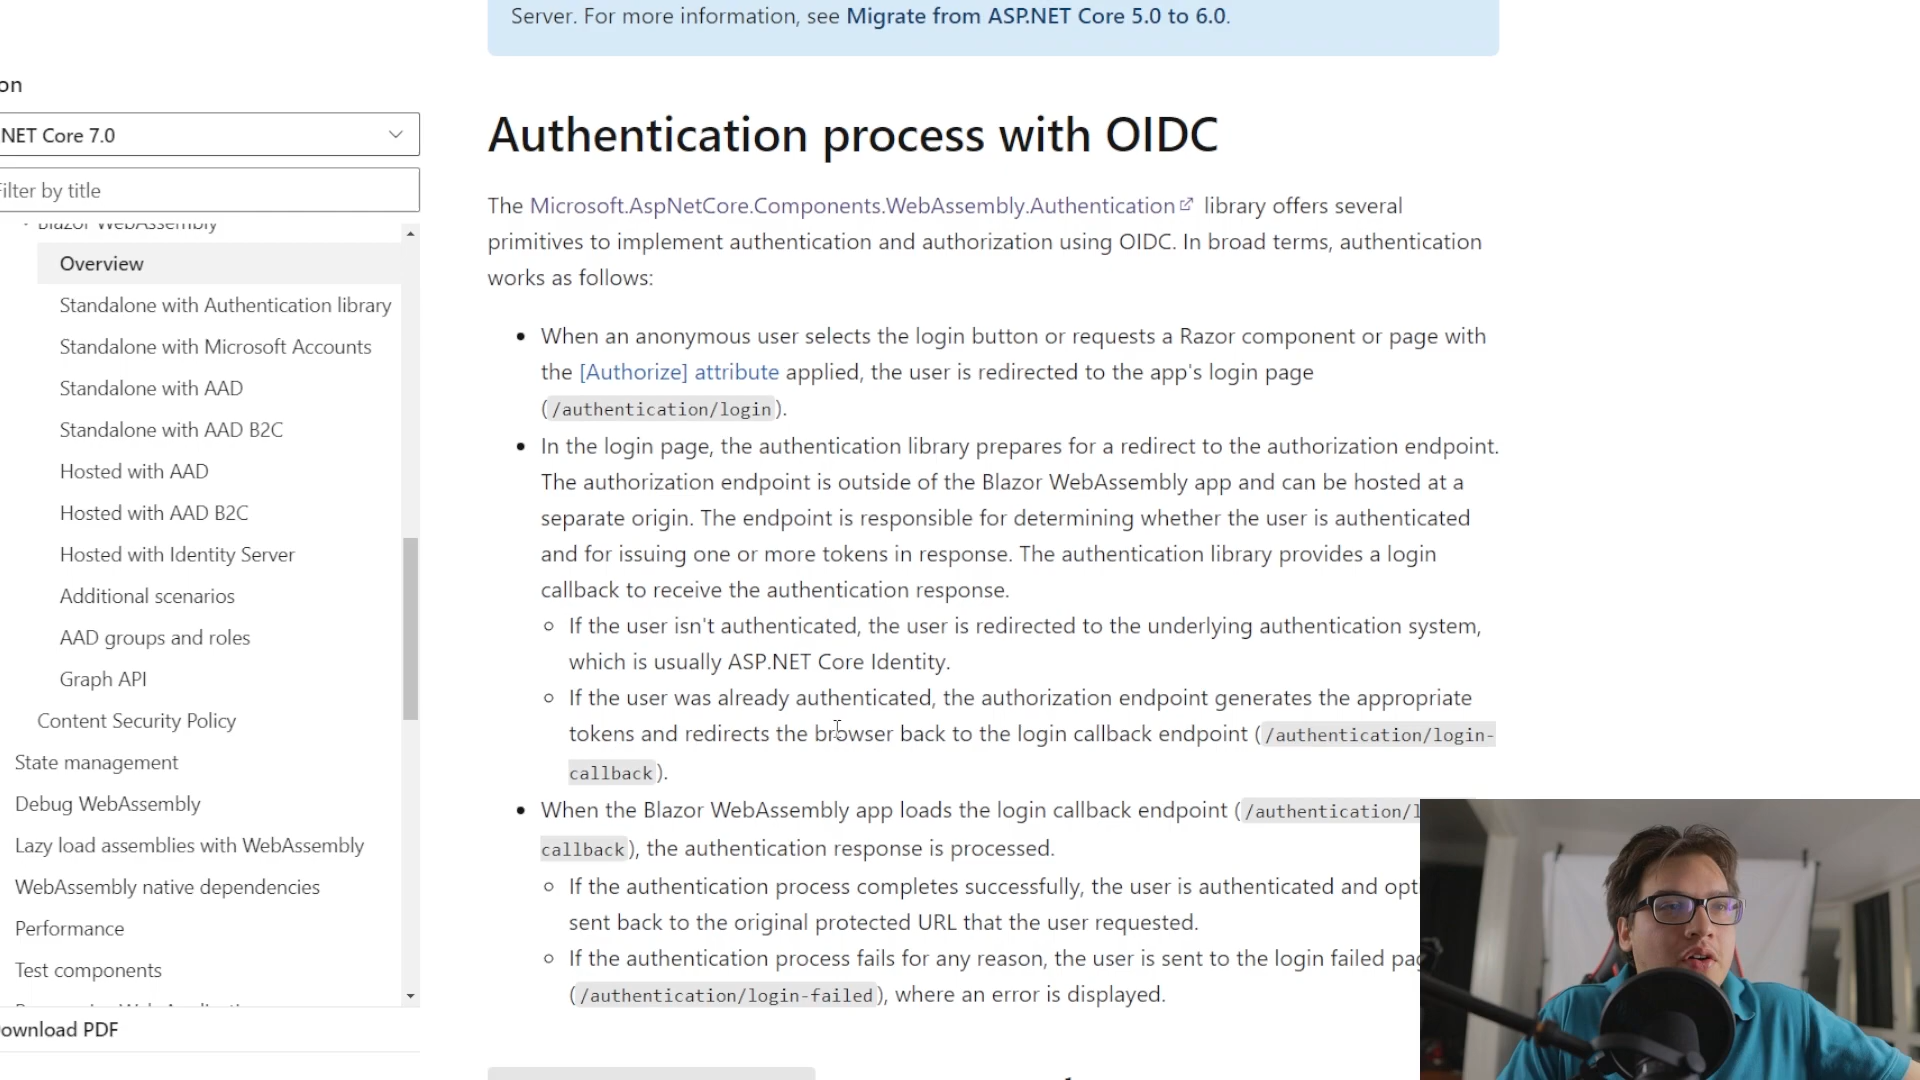 Server. For more information, see Migrate from ASP.NET Core 5.0 to 6.0.
on
NET Core 7.0
Filter by title
Blazor WebAssembly
Overview
Standalone with Authentication library
Standalone with Microsoft Accounts
Standalone with AAD
Standalone with AAD B2C
Hosted with AAD
Hosted with AAD B2C
Hosted with Identity Server
Additional scenarios
AAD groups and roles
Graph API
Content Security Policy
State management
Debug WebAssembly
Lazy load assemblies with WebAssembly
WebAssembly native dependencies
Performance
Test components
ownload PDF
Authentication process with OIDC
The Microsoft.AspNetCore.Components.WebAssembly.Authentication library offers several
primitives to implement authentication and authorization using OIDC. In broad terms, authentication
works as follows:
• When an anonymous user selects the login button or requests a Razor component or page with
the [Authorize] attribute applied, the user is redirected to the app's login page
(/authentication/login).
• In the login page, the authentication library prepares for a redirect to the authorization endpoint.
The authorization endpoint is outside of the Blazor WebAssembly app and can be hosted at a
separate origin. The endpoint is responsible for determining whether the user is authenticated
and for issuing one or more tokens in response. The authentication library provides a login
callback to receive the authentication response.
○ If the user isn't authenticated, the user is redirected to the underlying authentication system,
which is usually ASP.NET Core Identity.
○ If the user was already authenticated, the authorization endpoint generates the appropriate
tokens and redirects the browser back to the login callback endpoint (/authentication/login-
callback).
• When the Blazor WebAssembly app loads the login callback endpoint (/authentication/l
callback), the authentication response is processed.
○ If the authentication process completes successfully, the user is authenticated and opt
sent back to the original protected URL that the user requested.
○ If the authentication process fails for any reason, the user is sent to the login failed pag
(/authentication/login-failed), where an error is displayed.